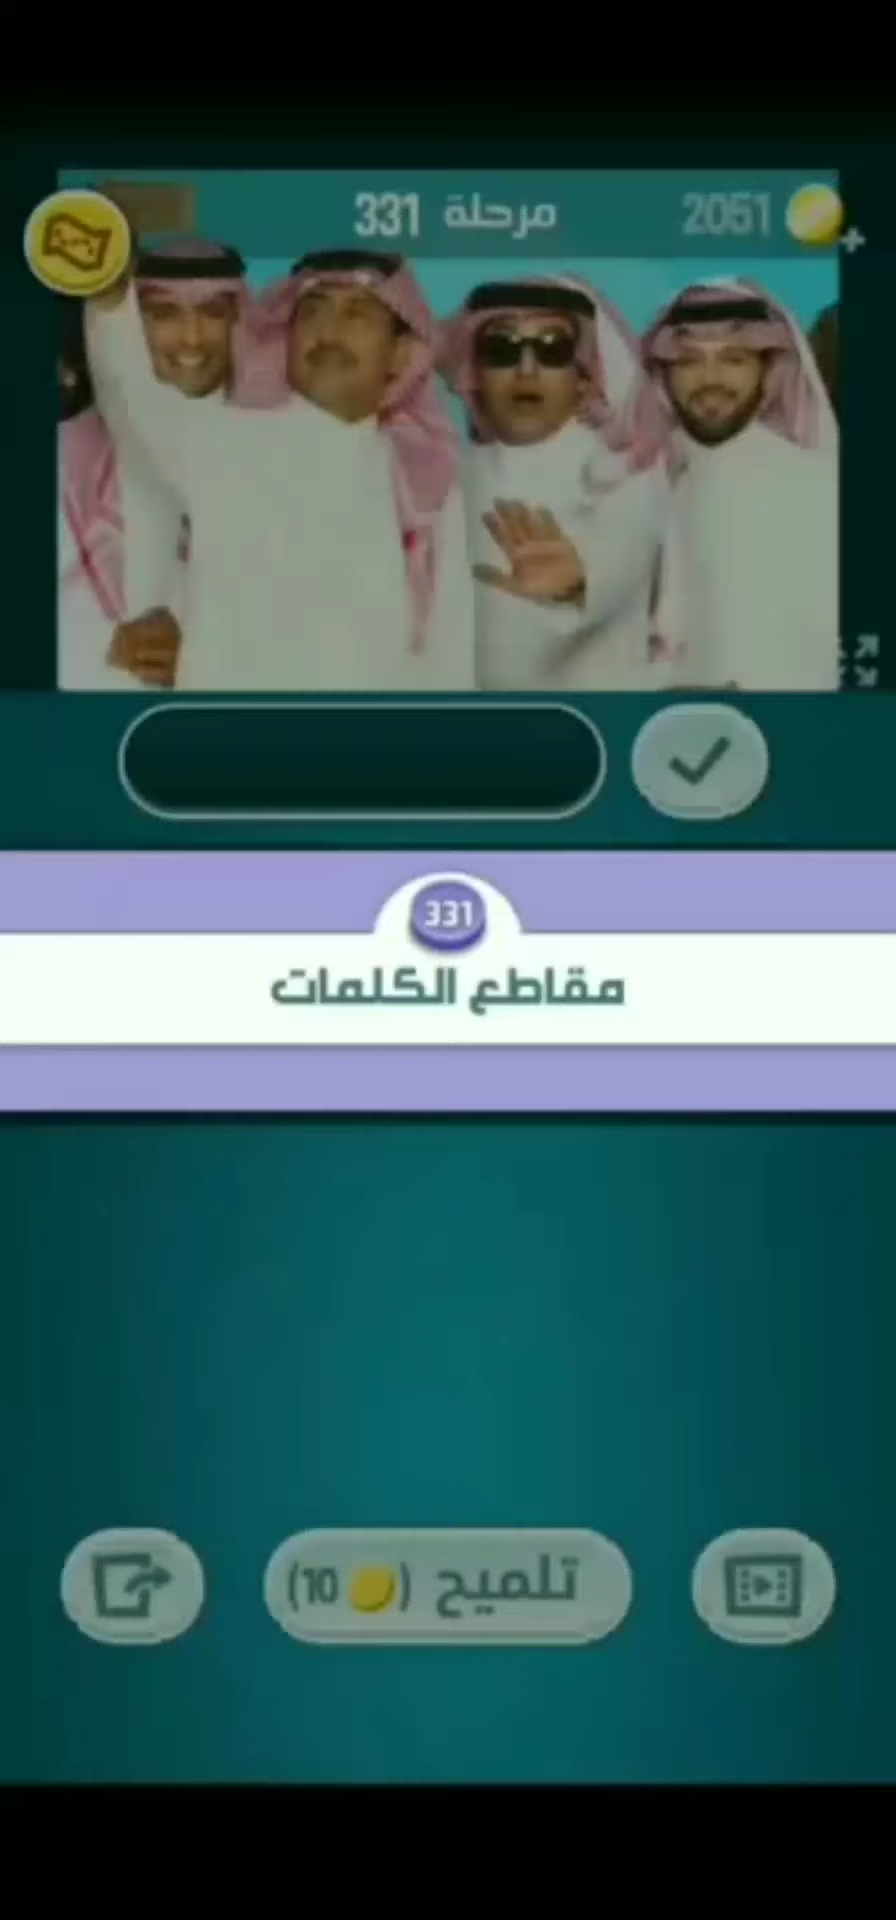 مرحلة 331
2051
331
مقاطع الكلمات
تلميح (10)